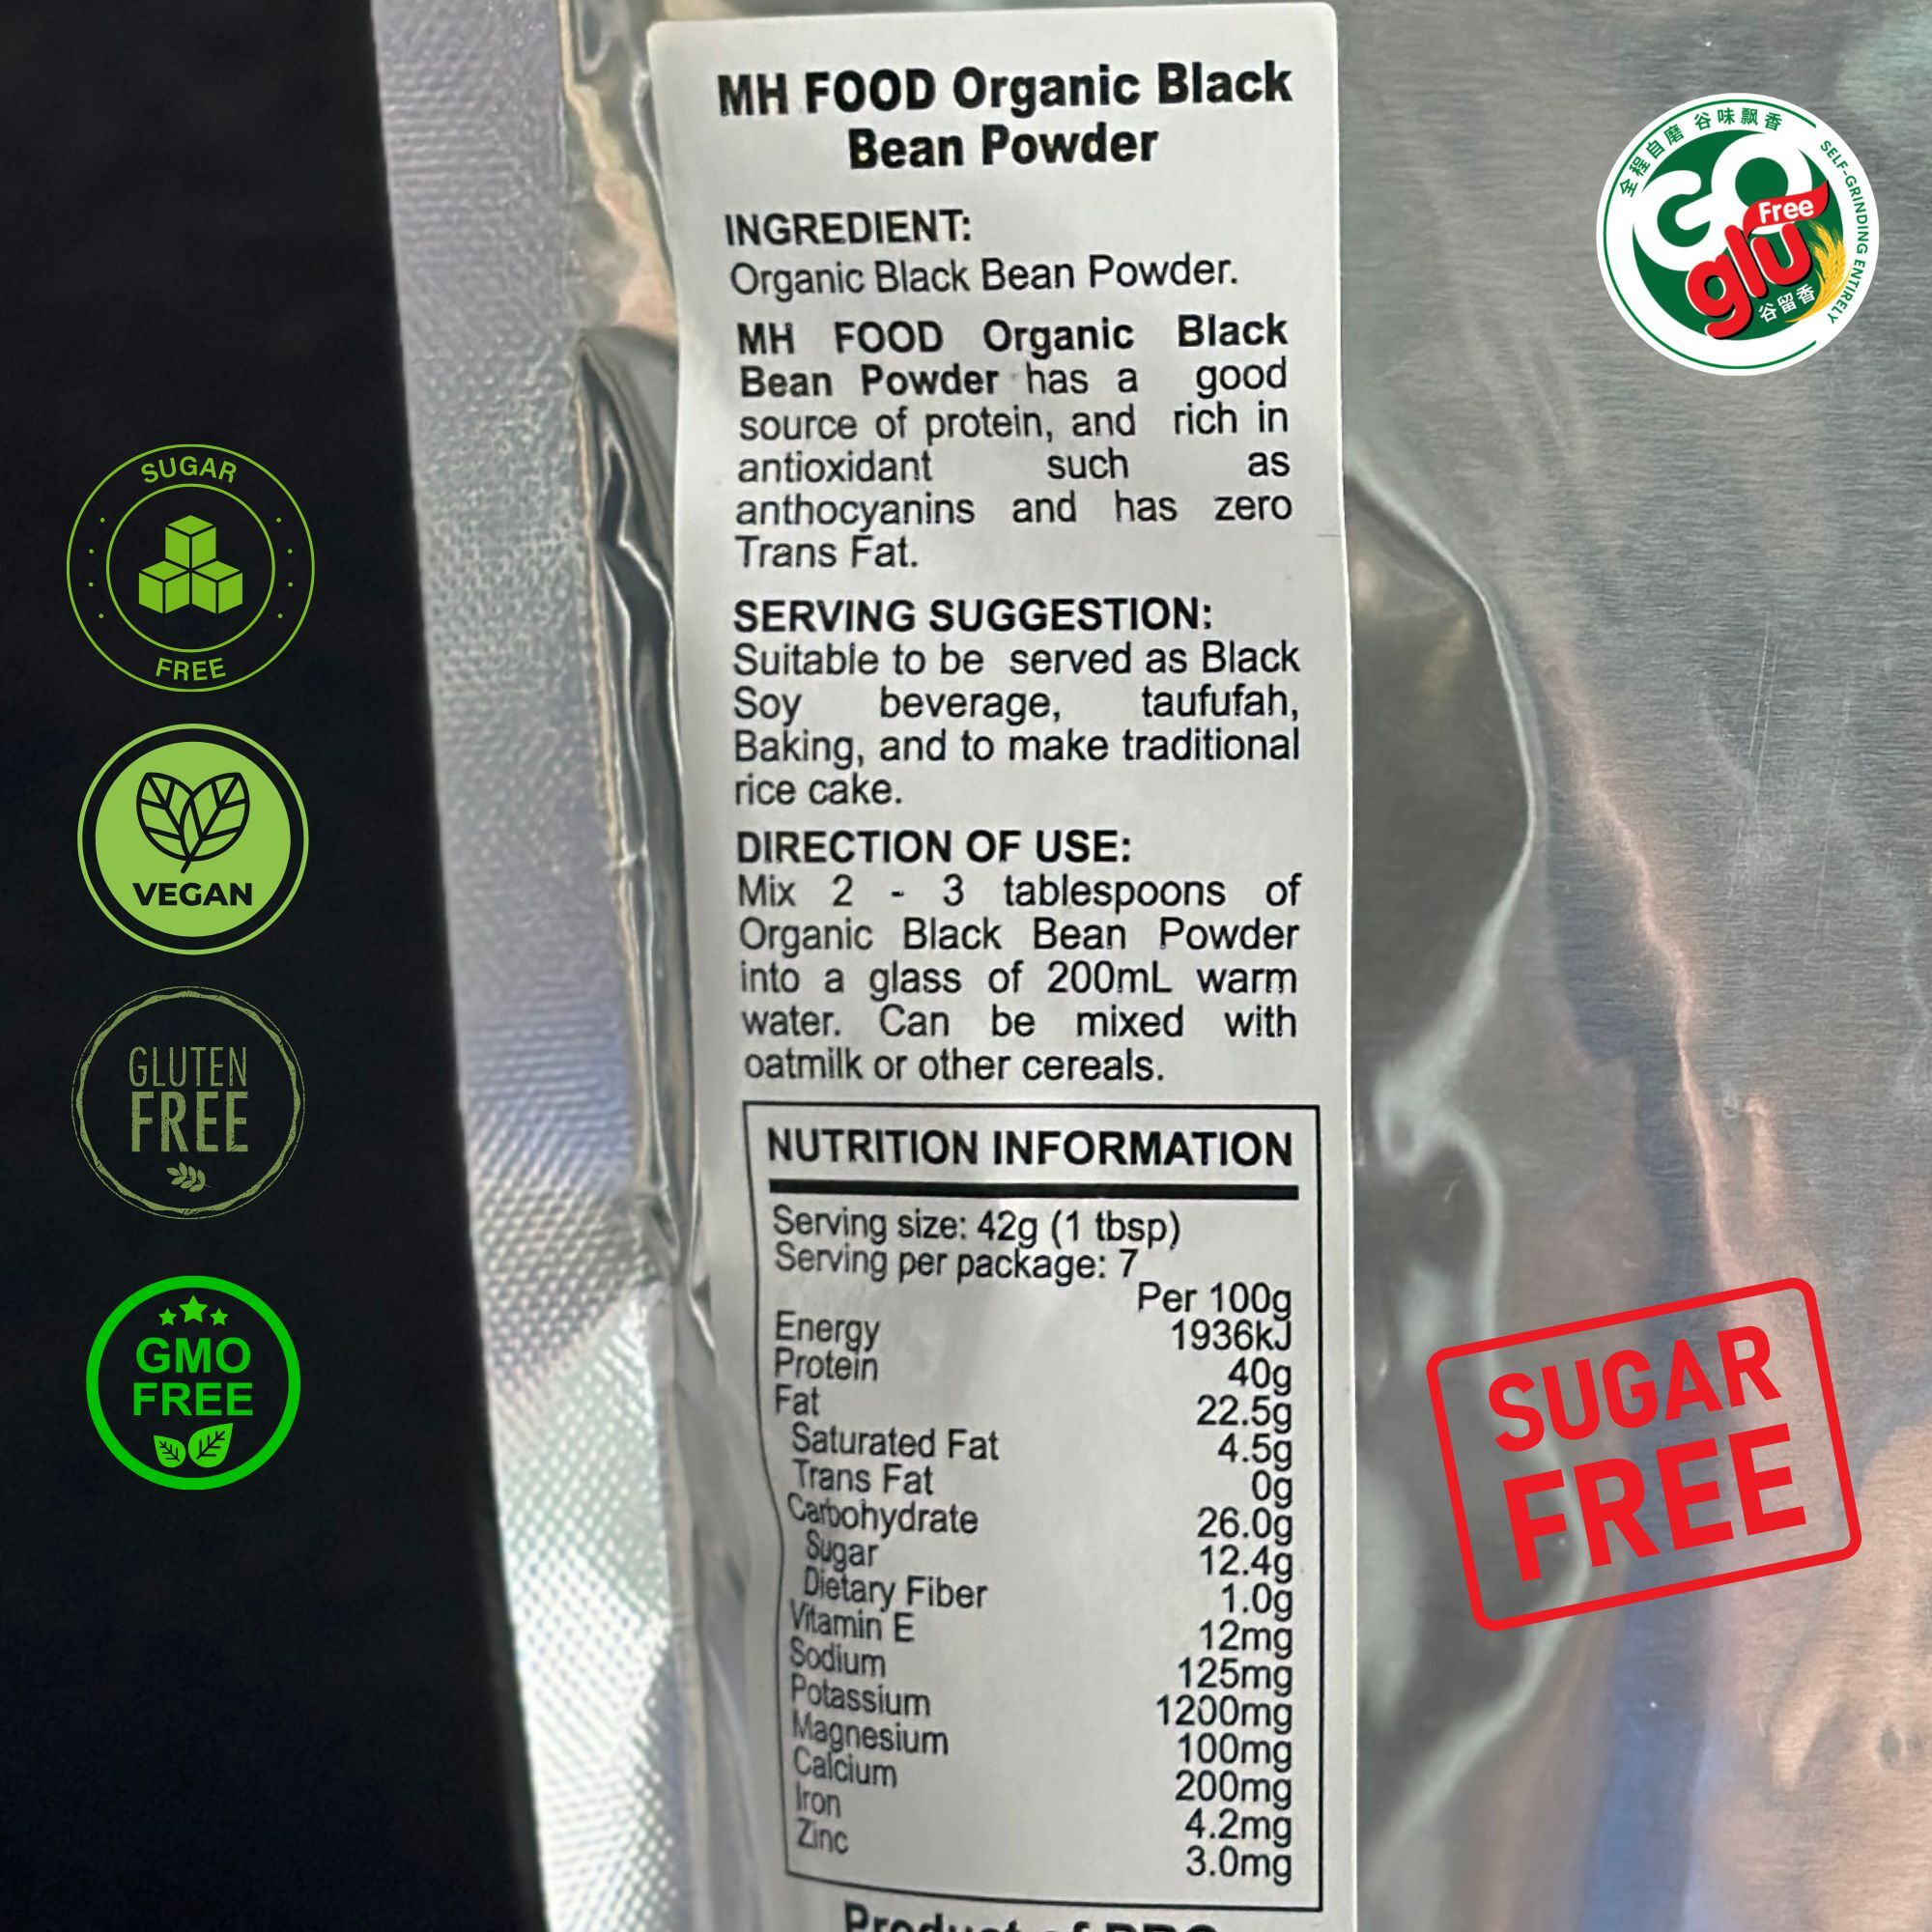 MH FOOD Organic Black
Bean Powder
INGREDIENT:
Organic Black Bean Powder.
MH FOOD Organic Black
Bean Powder has a good
source of protein, and rich in
antioxidant such as
anthocyanins and has zero
Trans Fat.
SERVING SUGGESTION:
Suitable to be served as Black
Soy beverage, taufufah,
Baking, and to make traditional
rice cake.
DIRECTION OF USE:
Mix 2 - 3 tablespoons of
Organic Black Bean Powder
into a glass of 200mL warm
water. Can be mixed with
oatmilk or other cereals.
NUTRITION INFORMATION
Serving size: 42g (1 tbsp)
Serving per package: 7
Per 100g
Energy 1936kJ
Protein 40g
Fat 22.5g
Saturated Fat 4.5g
Trans Fat 0g
Carbohydrate 26.0g
Sugar 12.4g
Dietary Fiber 1.0g
Vitamin E 12mg
Sodium 125mg
Potassium 1200mg
Magnesium 100mg
Calcium 200mg
Iron 4.2mg
Zinc 3.0mg
Product of
SUGAR
FREE
VEGAN
GLUTEN
FREE
GMO
FREE
全程自磨 谷味飘香
SELF-GRINDING ENTIRELY
GO
Free
glu
谷留香
SUGAR
FREE